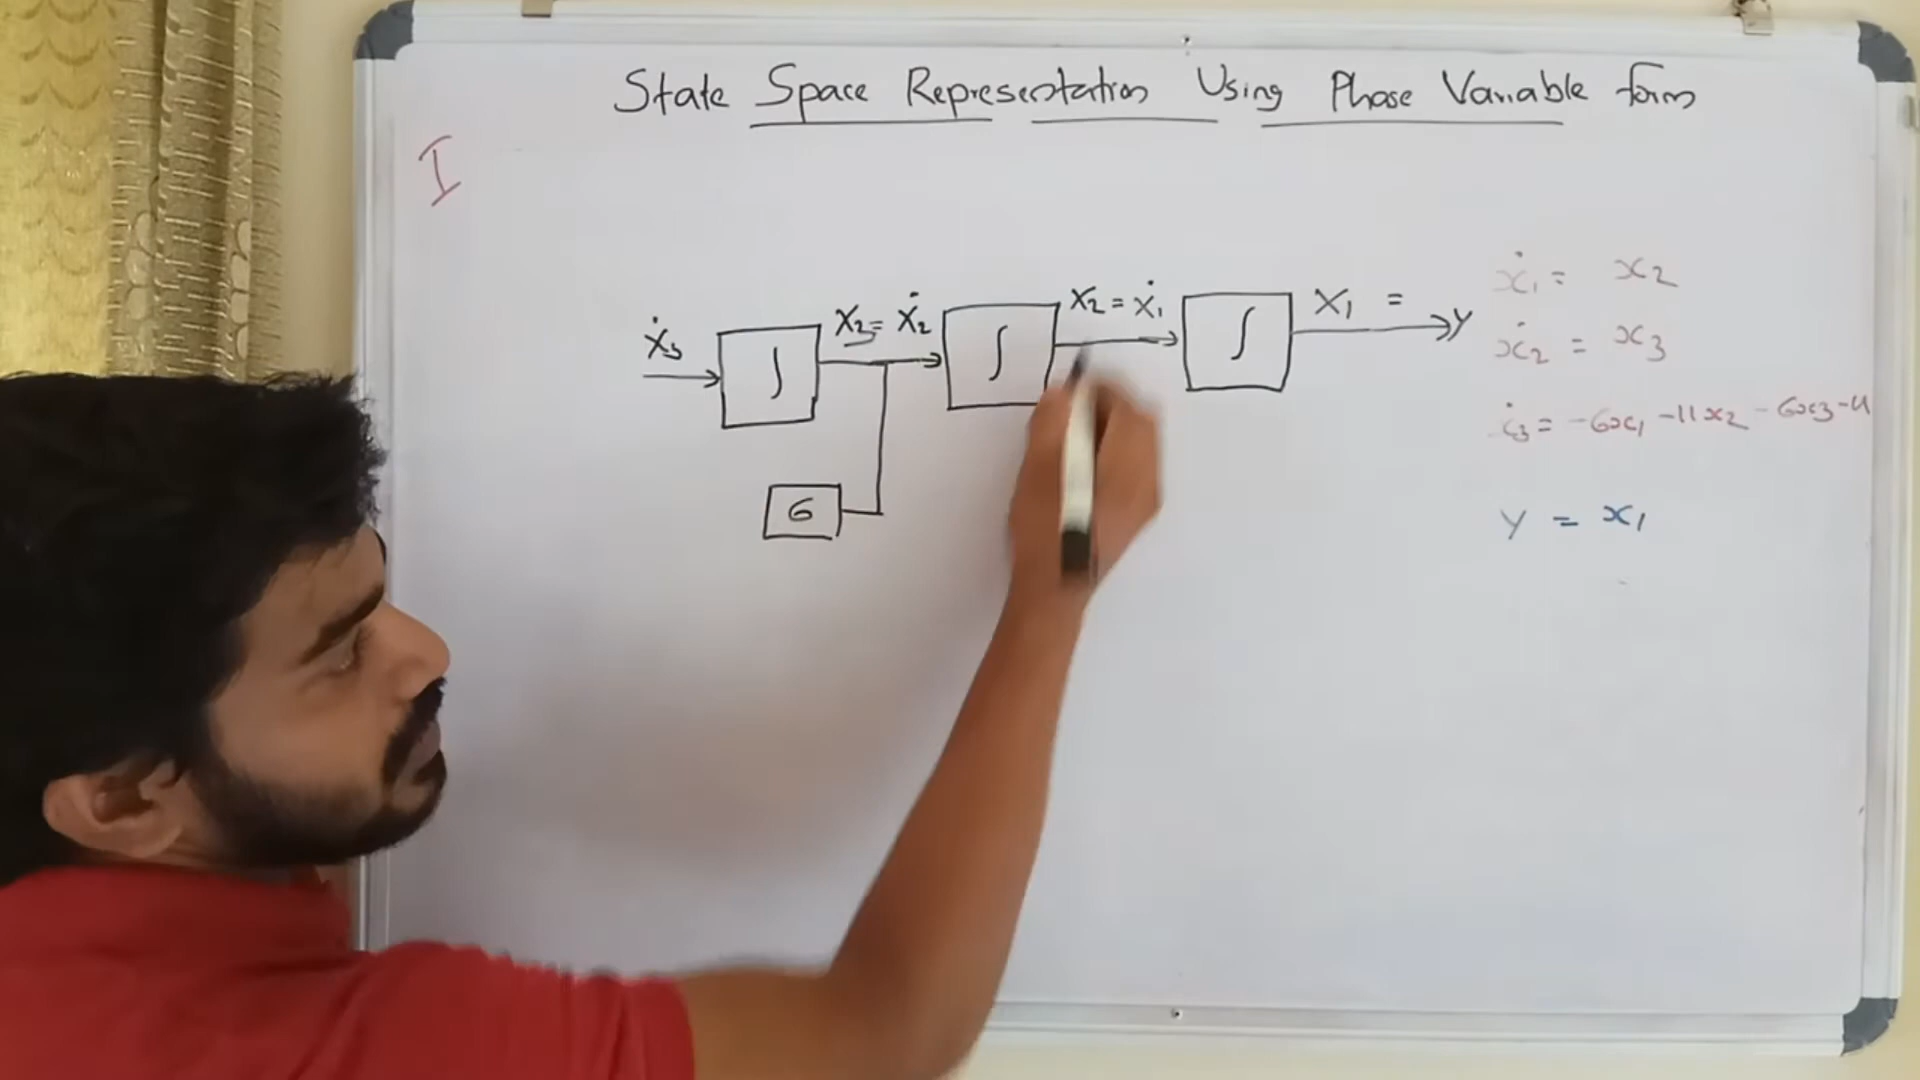 State Space Representation Using Phase Variable form
I
ẋ3 ∫ x3 = ẋ2 ∫ x2 = ẋ1 ∫ x1 = y
6
ẋ1 = x2
ẋ2 = x3
ẋ3 = -6x1 -11x2 -6x3 -u
y = x1